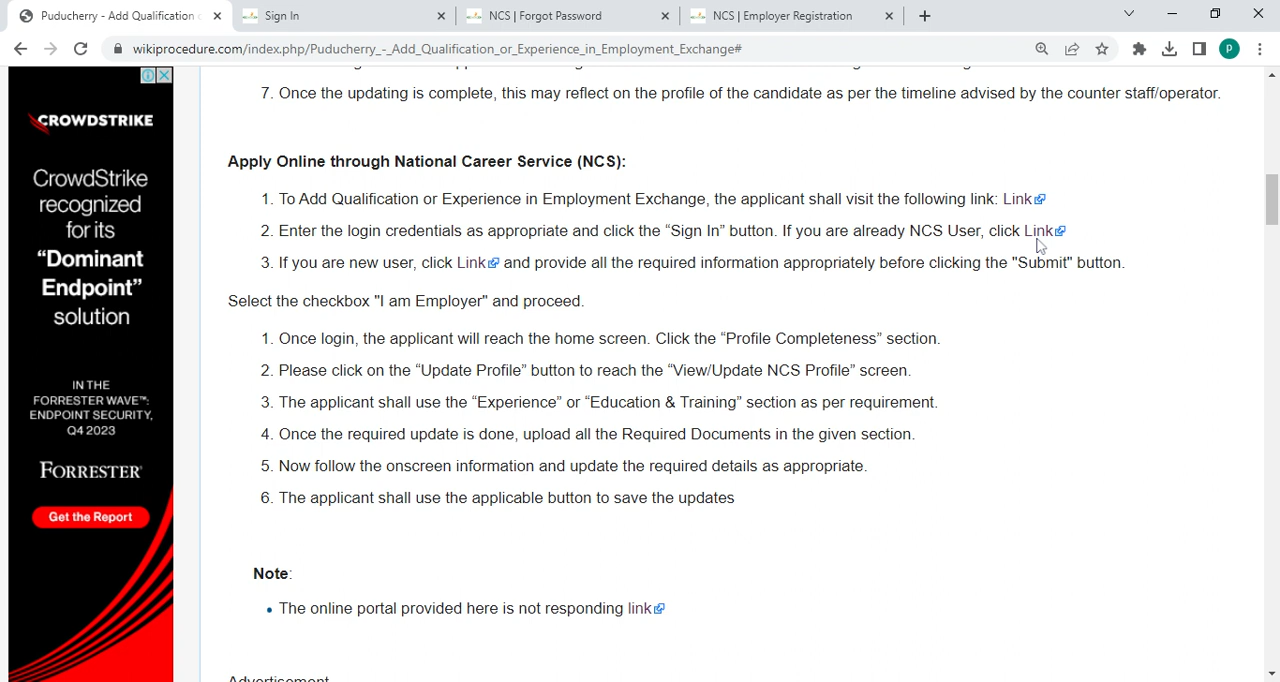 Puducherry - Add Qualification o
Sign In
NCS | Forgot Password
NCS | Employer Registration
wikiprocedure.com/index.php/Puducherry_-_Add_Qualification_or_Experience_in_Employment_Exchange#
P
7. Once the updating is complete, this may reflect on the profile of the candidate as per the timeline advised by the counter staff/operator.
Apply Online through National Career Service (NCS):
1. To Add Qualification or Experience in Employment Exchange, the applicant shall visit the following link: Link
2. Enter the login credentials as appropriate and click the “Sign In” button. If you are already NCS User, click Link
3. If you are new user, click Link and provide all the required information appropriately before clicking the "Submit" button.
Select the checkbox "I am Employer" and proceed.
1. Once login, the applicant will reach the home screen. Click the “Profile Completeness” section.
2. Please click on the “Update Profile” button to reach the “View/Update NCS Profile” screen.
3. The applicant shall use the “Experience” or “Education & Training” section as per requirement.
4. Once the required update is done, upload all the Required Documents in the given section.
5. Now follow the onscreen information and update the required details as appropriate.
6. The applicant shall use the applicable button to save the updates
Note:
• The online portal provided here is not responding link
Advertisement
CROWDSTRIKE
CrowdStrike
recognized
for its
“Dominant
Endpoint”
solution
IN THE
FORRESTER WAVE™:
ENDPOINT SECURITY,
Q4 2023
FORRESTER
Get the Report